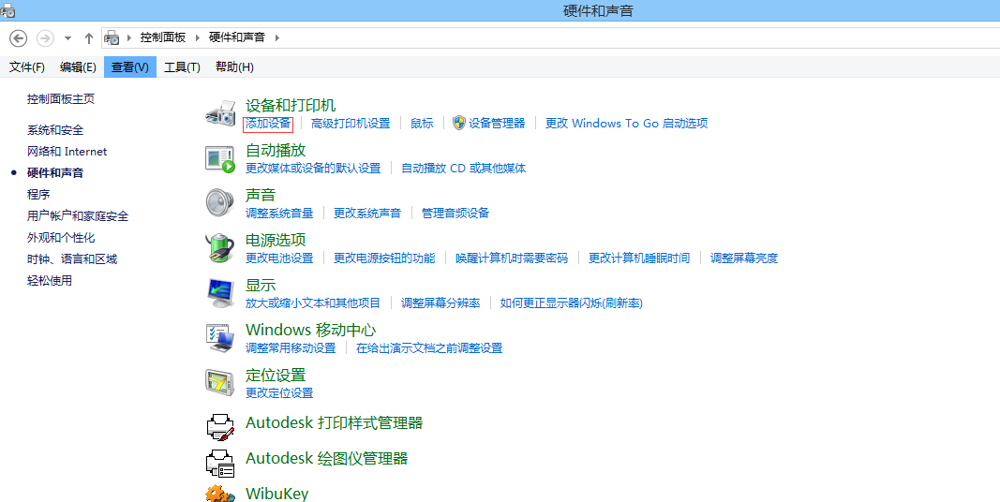 硬件和声音
控制面板 硬件和声音
文件(F) 编辑(E) 查看(V) 工具(T) 帮助(H)
控制面板主页
系统和安全
网络和 Internet
硬件和声音
程序
用户帐户和家庭安全
外观和个性化
时钟、语言和区域
轻松使用
设备和打印机
添加设备 高级打印机设置 鼠标 设备管理器 更改 Windows To Go 启动选项
自动播放
更改媒体或设备的默认设置 自动播放 CD 或其他媒体
声音
调整系统音量 更改系统声音 管理音频设备
电源选项
更改电池设置 更改电源按钮的功能 唤醒计算机时需要密码 更改计算机睡眠时间 调整屏幕亮度
显示
放大或缩小文本和其他项目 调整屏幕分辨率 如何更正显示器闪烁(刷新率)
Windows 移动中心
调整常用移动设置 在给出演示文档之前调整设置
定位设置
更改定位设置
Autodesk 打印样式管理器
Autodesk 绘图仪管理器
WibuKey